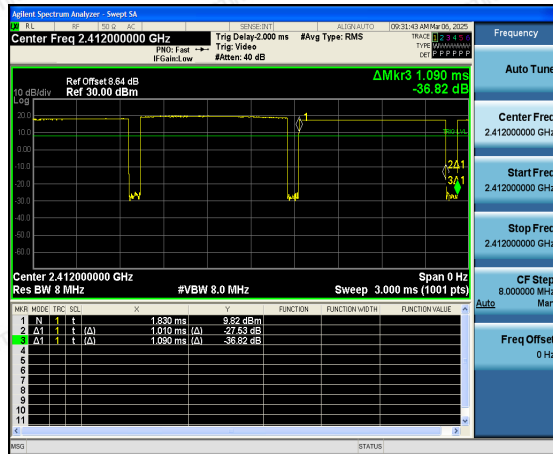 Agilent Spectrum Analyzer - Swept SA
RL RF 50 Ω AC SENSE:INT ALIGNAUTO 09:31:43 AM Mar 06, 2025
Center Freq 2.412000000 GHz
Trig Delay-2.000 ms #Avg Type: RMS TRACE 1 2 3 4 5 6
PNO: Fast Trig: Video TYPE
IFGain:Low #Atten: 40 dB DET P P P P P P
ΔMkr3 1.090 ms
-36.82 dB
Ref Offset 8.64 dB
10 dB/div Ref 30.00 dBm
Log
20.0
10.0
0.00
-10.0
-20.0
-30.0
-40.0
-50.0
-60.0
1
TRIG LVL
2Δ1
3Δ1
Center 2.412000000 GHz Span 0 Hz
Res BW 8 MHz #VBW 8.0 MHz Sweep 3.000 ms (1001 pts)
MKR MODE TRC SCL X Y FUNCTION FUNCTION WIDTH FUNCTION VALUE
1 N 1 t 1.830 ms 9.82 dBm
2 Δ1 1 t (Δ) 1.010 ms (Δ) -27.53 dB
3 Δ1 1 t (Δ) 1.090 ms (Δ) -36.82 dB
4
5
6
7
8
9
10
11
MSG STATUS
Frequency
Auto Tune
Center Freq
2.412000000 GHz
Start Freq
2.412000000 GHz
Stop Freq
2.412000000 GHz
CF Step
8.000000 MHz
Auto Man
Freq Offset
0 Hz